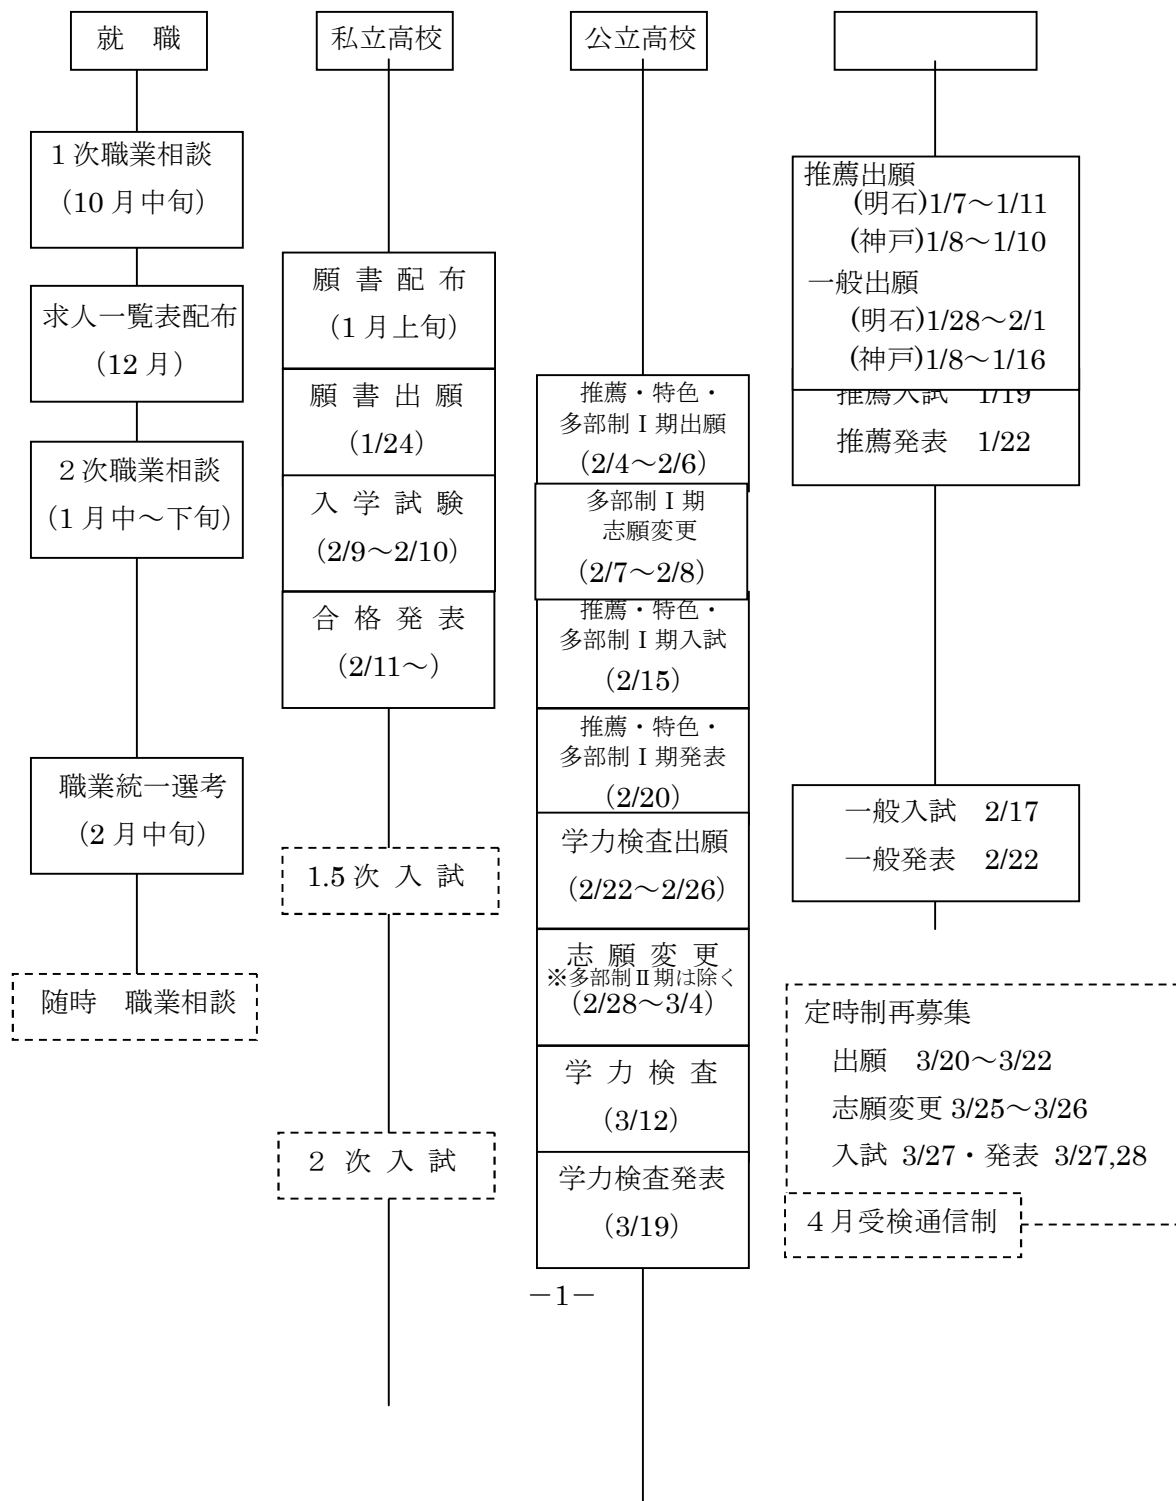 就　職
1 次職業相談
（10 月中旬）
求人一覧表配布
（12 月）
２次職業相談
（1 月中～下旬）
職業統一選考
（2 月中旬）
随時　職業相談
私立高校
願 書 配 布
（1 月上旬）
願 書 出 願
（1/24）
入 学 試 験
（2/9～2/10）
合 格 発 表
（2/11～）
1.5 次 入 試
2 次 入 試
公立高校
推薦・特色・
多部制Ⅰ期出願
（2/4～2/6）
多部制Ⅰ期
志願変更
（2/7～2/8）
推薦・特色・
多部制Ⅰ期入試
（2/15）
推薦・特色・
多部制Ⅰ期発表
（2/20）
学力検査出願
（2/22～2/26）
志 願 変 更
※多部制Ⅱ期は除く
（2/28～3/4）
学 力 検 査
（3/12）
学力検査発表
（3/19）
推薦出願
(明石)1/7～1/11
(神戸)1/8～1/10
一般出願
(明石)1/28～2/1
(神戸)1/8～1/16
推薦入試　1/19
推薦発表　1/22
一般入試　2/17
一般発表　2/22
定時制再募集
出願　3/20～3/22
志願変更 3/25～3/26
入試 3/27・発表 3/27,28
４月受検通信制
－1－